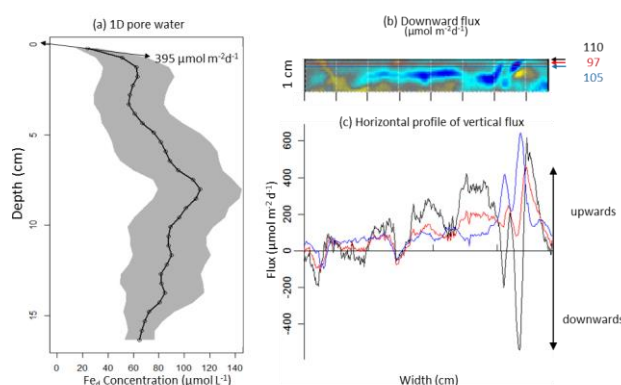 (a) 1D pore water
0
5
10
15
Depth (cm)
395 µmol m⁻²d⁻¹
0 20 40 60 80 100 120 140
Feₐ Concentration (µmol L⁻¹)
(b) Downward flux
(µmol m⁻²d⁻¹)
1 cm
110
97
105
(c) Horizontal profile of vertical flux
600
400
200
0
-200
-400
Flux (µmol m⁻² d⁻¹)
upwards
downwards
Width (cm)